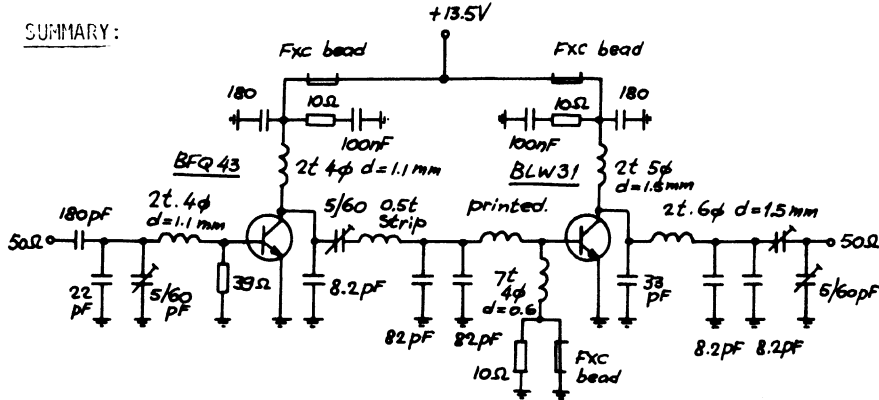 SUMMARY:
+13.5V
Fxc bead
Fxc bead
180
10Ω
100nF
10Ω
180
100nF
BFQ43
2t 4ϕ d=1.1mm
BLW31
2t 5ϕ
d=1.5mm
180pF
2t. 4ϕ
d=1.1mm
5/60
0.5t
Strip
printed.
2t. 6ϕ d=1.5mm
50Ω
50Ω
22
pF
5/60
pF
39Ω
8.2pF
82pF
82pF
7t
4ϕ
d=0.6
33
pF
8.2pF
8.2pF
5/60pF
10Ω
FXC
bead